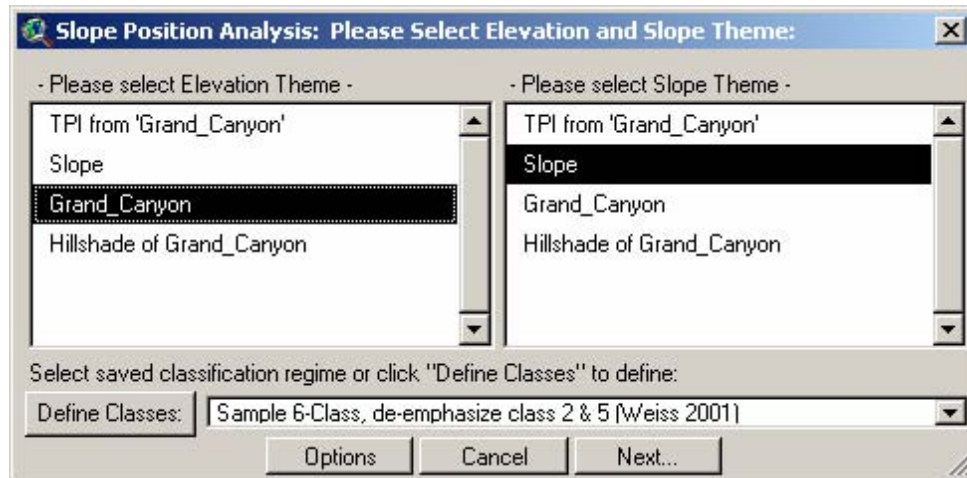 Slope Position Analysis: Please Select Elevation and Slope Theme:
- Please select Elevation Theme -
TPI from 'Grand_Canyon'
Slope
Grand_Canyon
Hillshade of Grand_Canyon
- Please select Slope Theme -
TPI from 'Grand_Canyon'
Slope
Grand_Canyon
Hillshade of Grand_Canyon
Select saved classification regime or click "Define Classes" to define:
Define Classes: Sample 6-Class, de-emphasize class 2 & 5 (Weiss 2001)
Options Cancel Next...